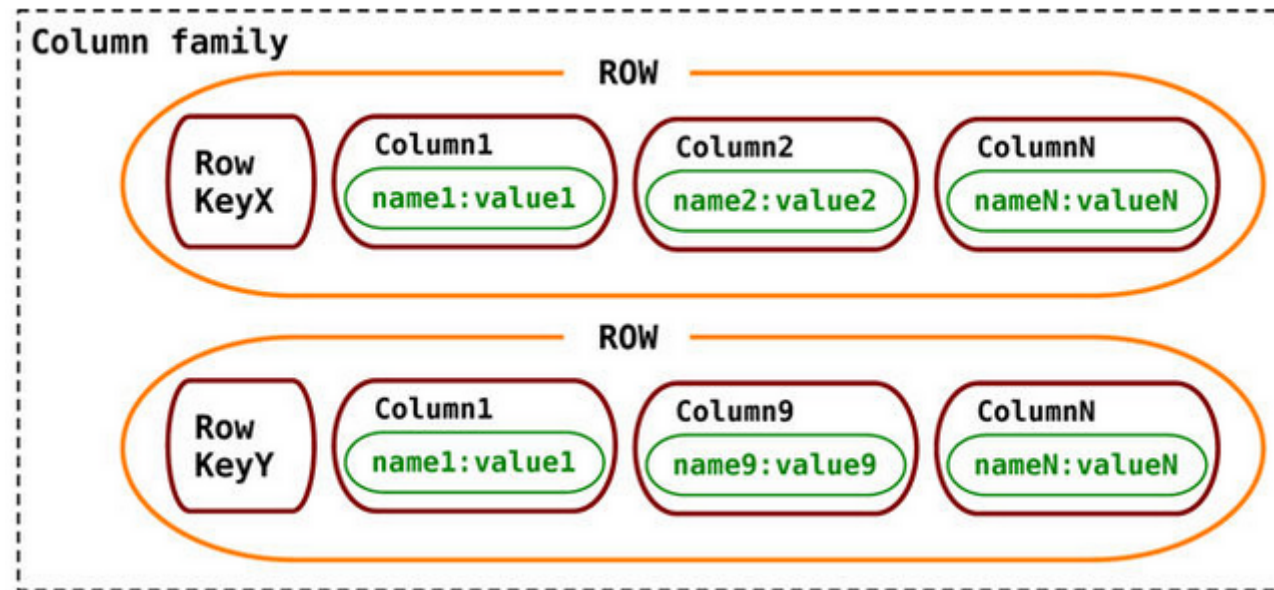 Column family
ROW
Row
KeyX
Column1
name1:value1
Column2
name2:value2
ColumnN
nameN:valueN
ROW
Row
KeyY
Column1
name1:value1
Column9
name9:value9
ColumnN
nameN:valueN